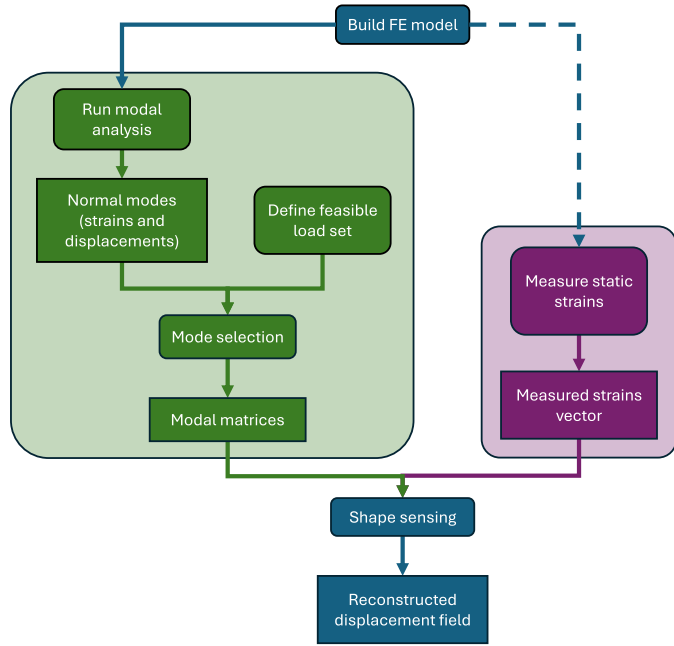 Build FE model
Run modal
analysis
Normal modes
(strains and
displacements)
Define feasible
load set
Measure static
strains
Mode selection
Measured strains
vector
Modal matrices
Shape sensing
Reconstructed
displacement field